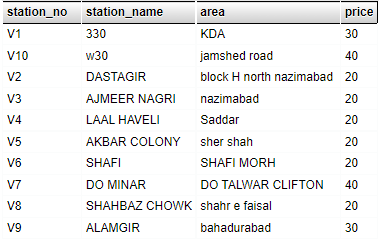 station_no station_name area price
V1 330 KDA 30
V10 w30 jamshed road 40
V2 DASTAGIR block H north nazimabad 20
V3 AJMEER NAGRI nazimabad 20
V4 LAAL HAVELI Saddar 20
V5 AKBAR COLONY sher shah 20
V6 SHAFI SHAFI MORH 20
V7 DO MINAR DO TALWAR CLIFTON 40
V8 SHAHBAZ CHOWK shahr e faisal 20
V9 ALAMGIR bahadurabad 30